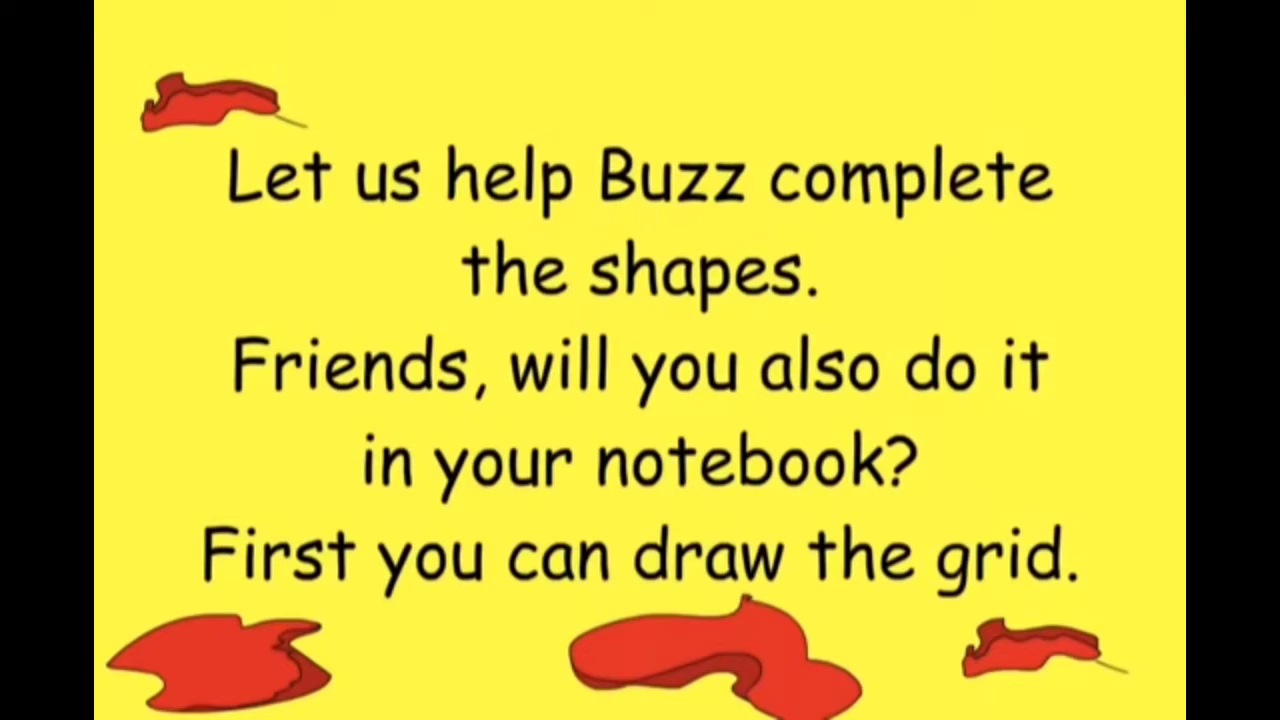 Let us help Buzz complete
the shapes.
Friends, will you also do it
in your notebook?
First you can draw the grid.